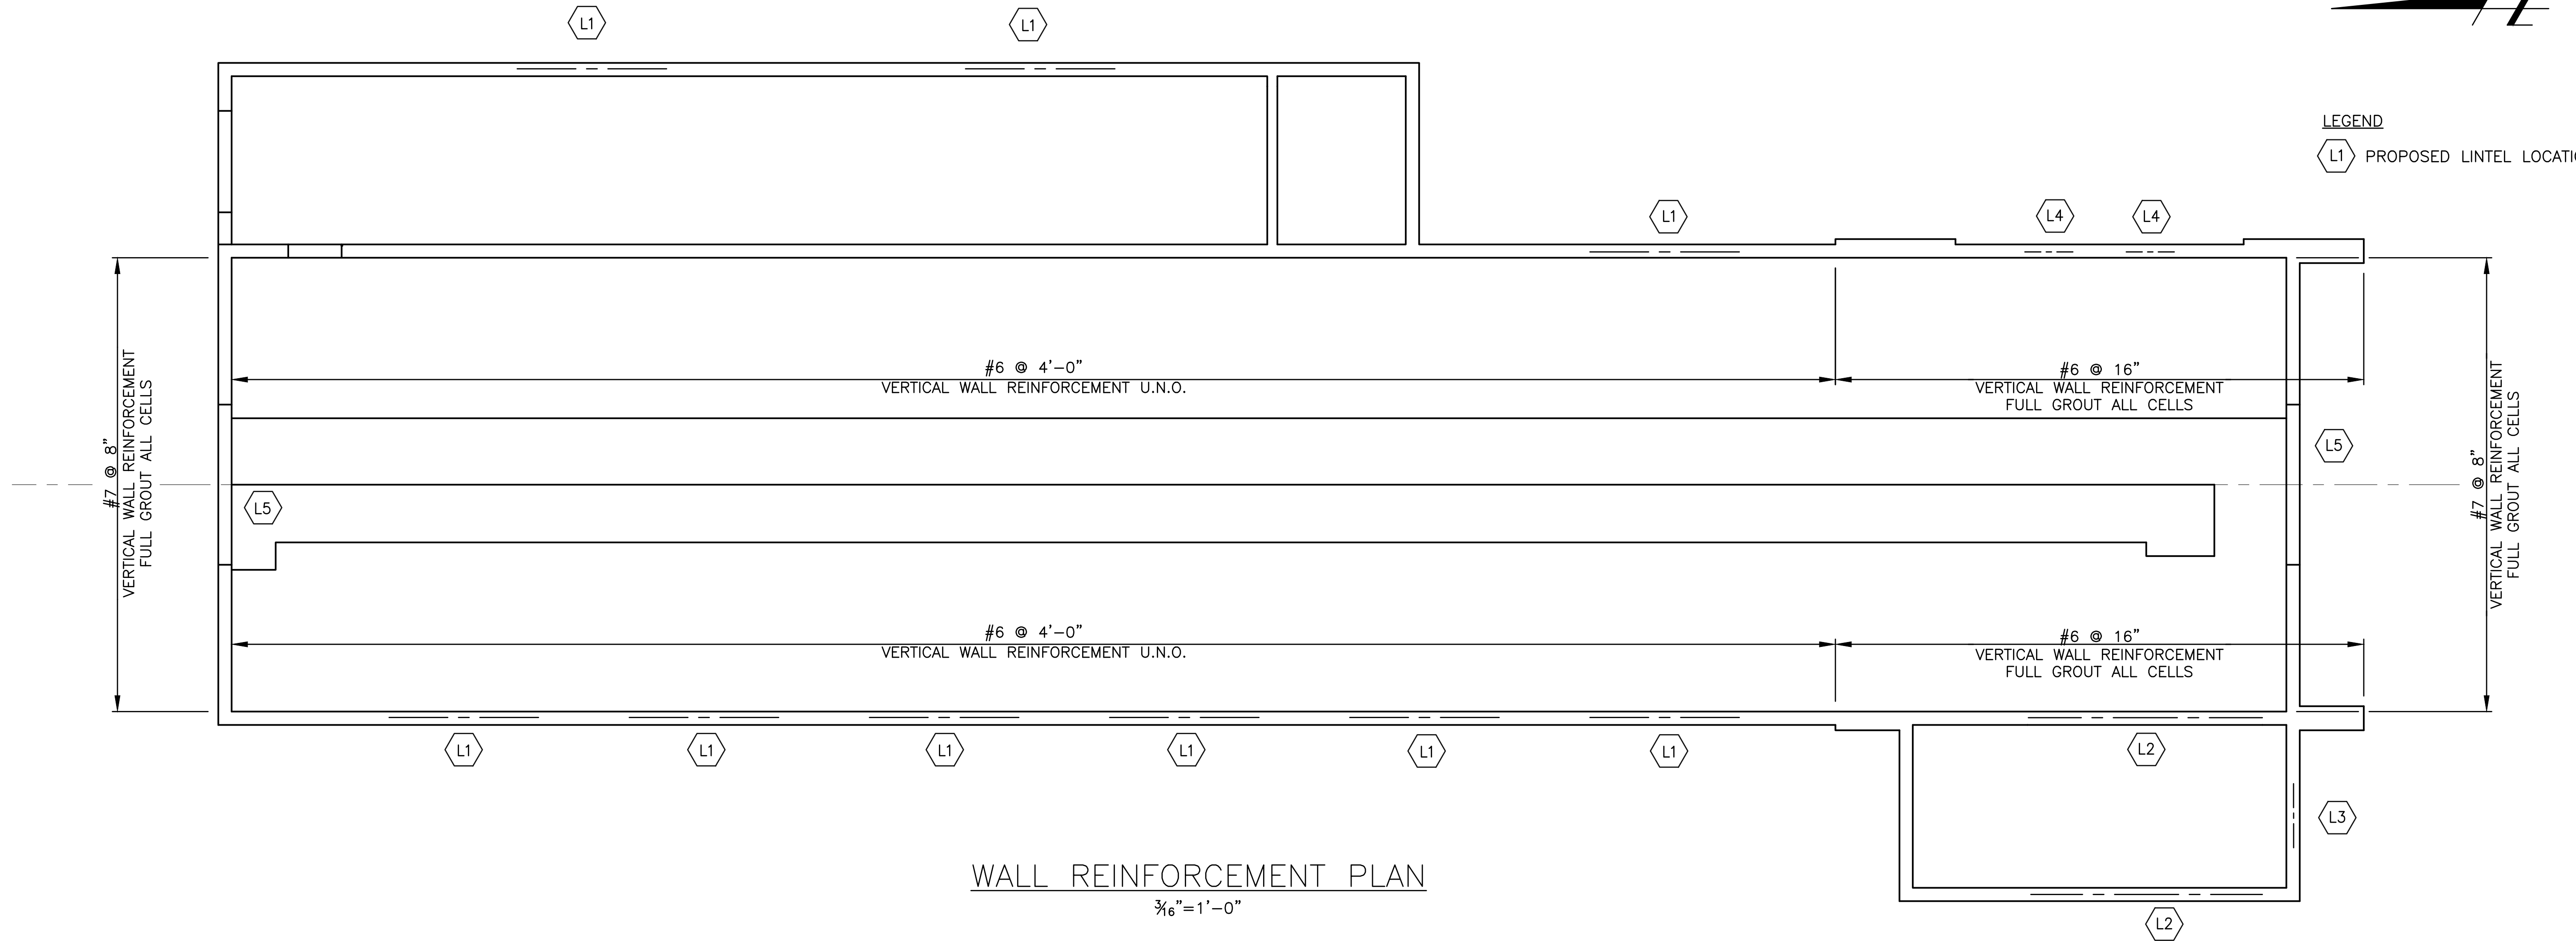 L1
L1
LEGEND
L1 PROPOSED LINTEL
L1
L4
L4
#6 @ 4'-0"
VERTICAL WALL REINFORCEMENT U.N.O.
#6 @ 16"
VERTICAL WALL REINFORCEMENT
FULL GROUT ALL CELLS
#7 @ 8"
VERTICAL WALL REINFORCEMENT
FULL GROUT ALL CELLS
L5
L5
#7 @ 8"
VERTICAL WALL REINFORCEMENT
FULL GROUT ALL CELLS
#6 @ 4'-0"
VERTICAL WALL REINFORCEMENT U.N.O.
#6 @ 16"
VERTICAL WALL REINFORCEMENT
FULL GROUT ALL CELLS
L1
L1
L1
L1
L1
L1
L2
L3
L2
WALL REINFORCEMENT PLAN
3/16"=1'-0"